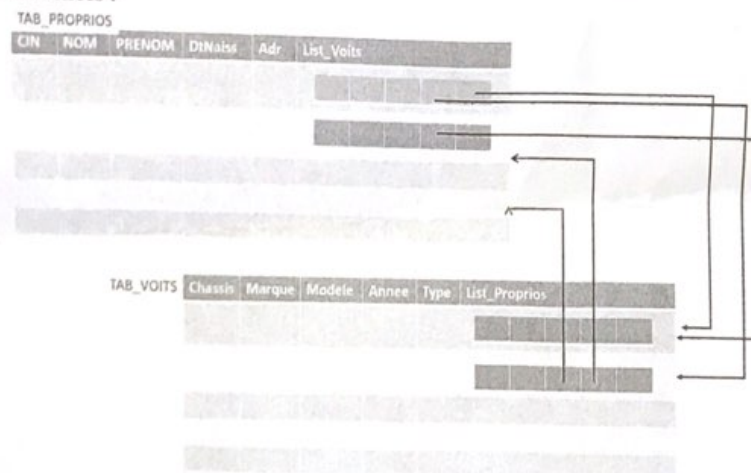 TAB_PROPRIOS
CIN NOM PRENOM DtNaiss Adr List_Voits
TAB_VOITS Chassis Marque Modele Annee Type List_Proprios